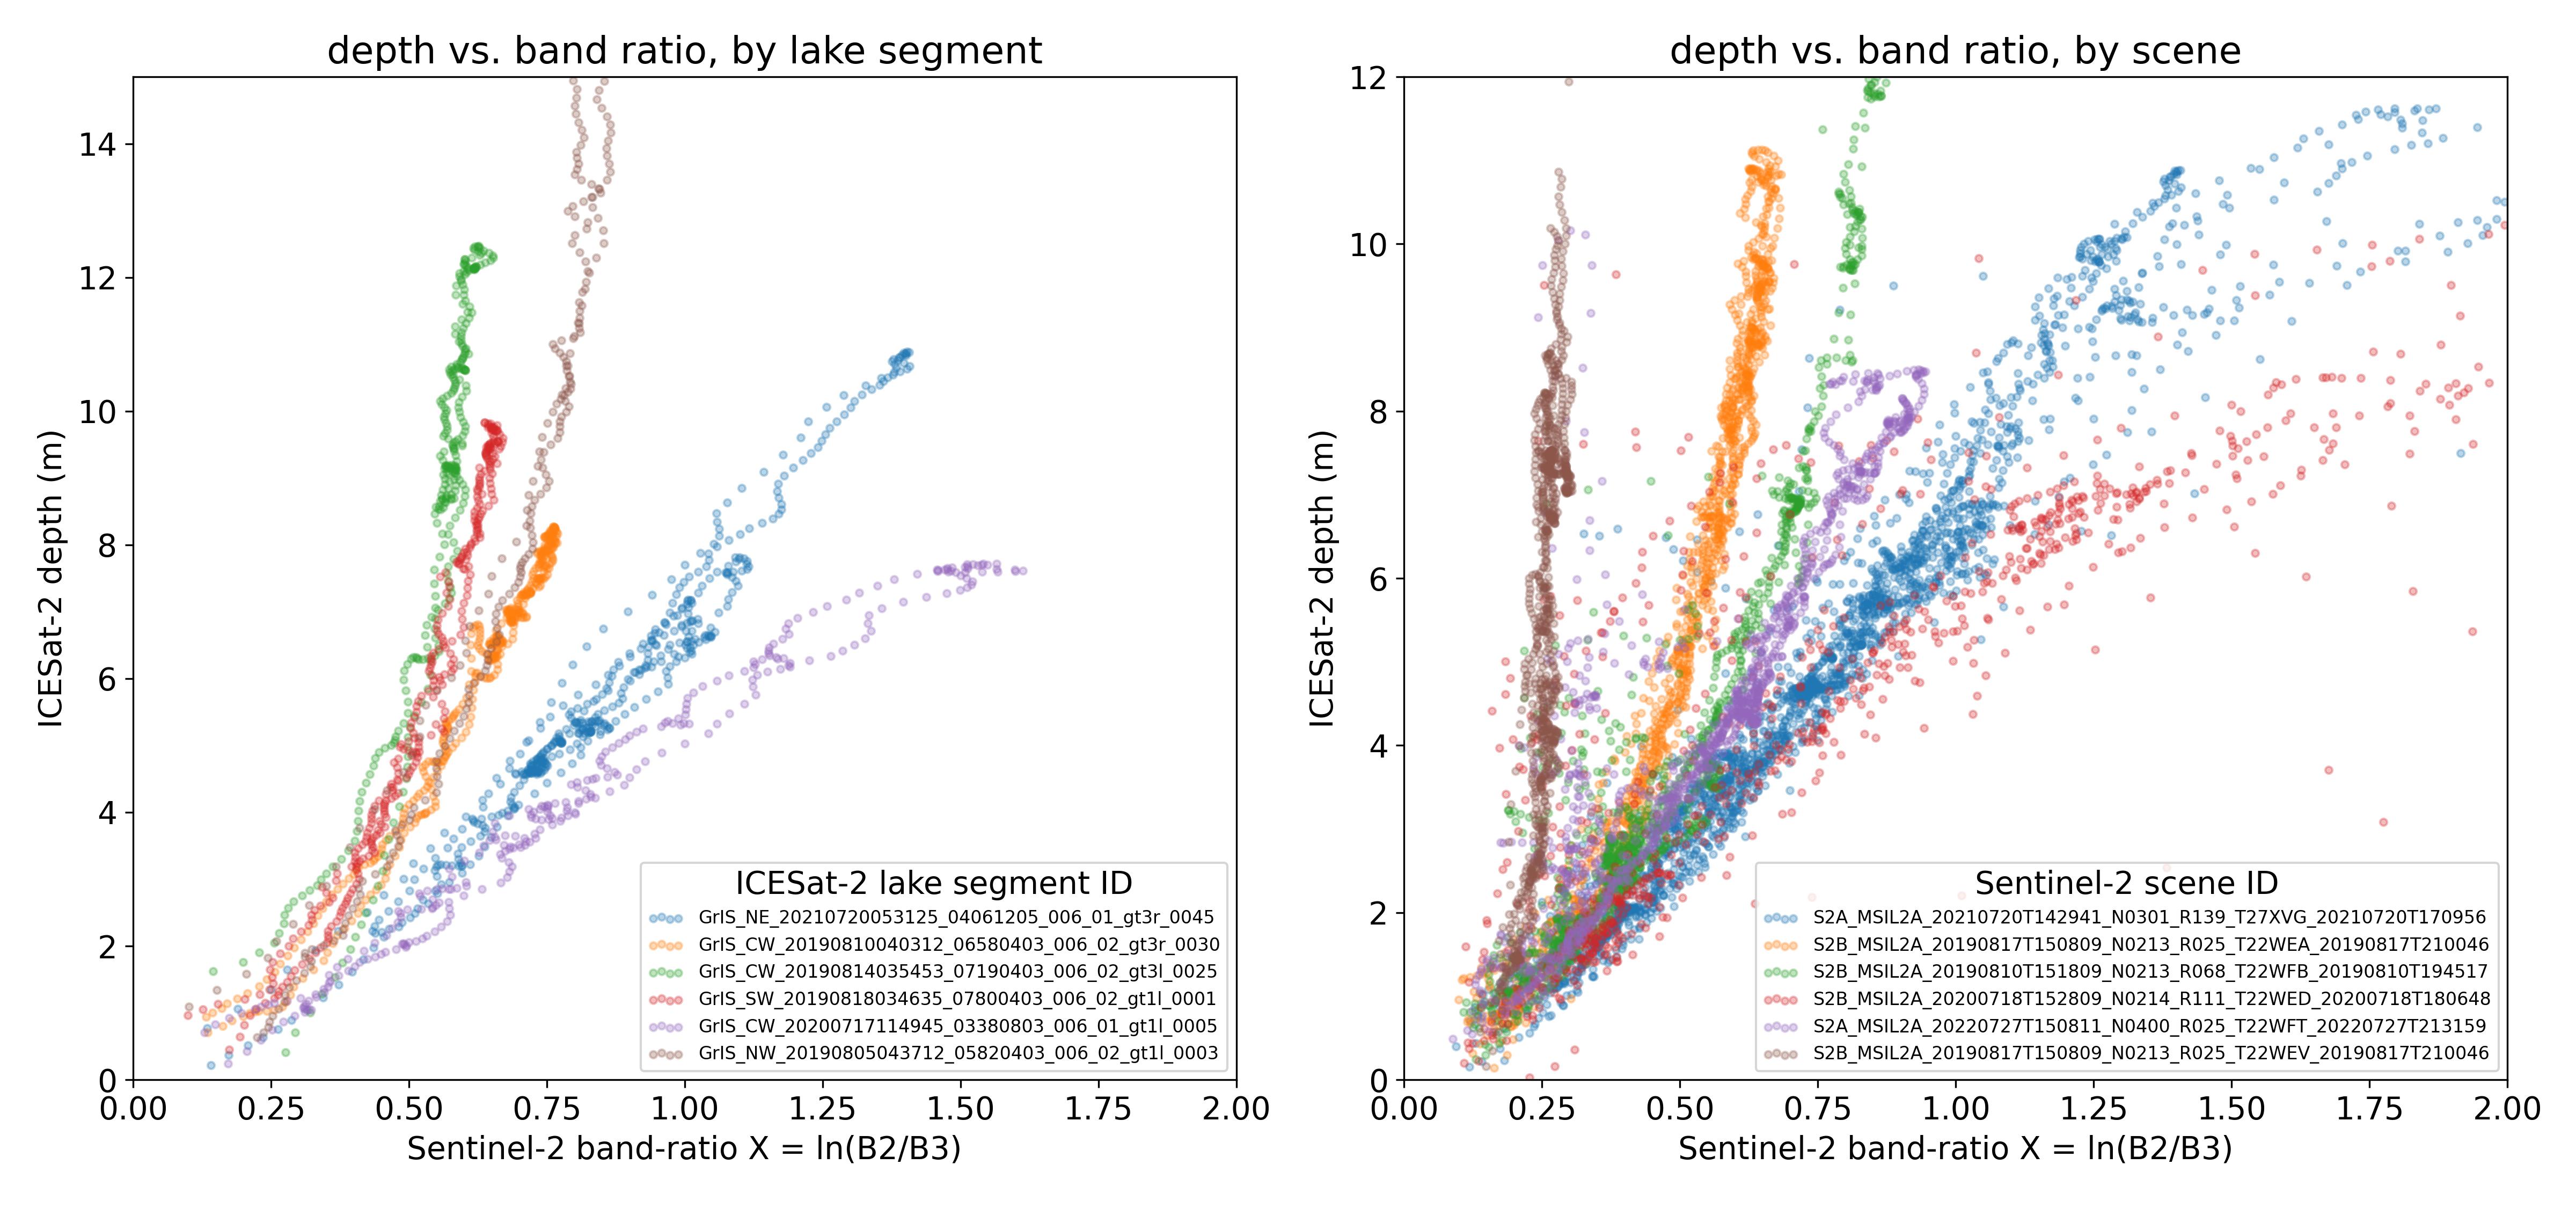 depth vs. band ratio, by lake segment
ICESat-2 depth (m)
14
12
10
8
6
4
2
0
0.00 0.25 0.50 0.75 1.00 1.25 1.50 1.75 2.00
Sentinel-2 band-ratio X = ln(B2/B3)
ICESat-2 lake segment ID
GrIS_NE_20210720053125_04061205_006_01_gt3r_0045
GrIS_CW_20190810040312_06580403_006_02_gt3r_0030
GrIS_CW_20190814035453_07190403_006_02_gt3l_0025
GrIS_SW_20190818034635_07800403_006_02_gt1l_0001
GrIS_CW_20200717114945_03380803_006_01_gt1l_0005
GrIS_NW_20190805043712_05820403_006_02_gt1l_0003
depth vs. band ratio, by scene
ICESat-2 depth (m)
12
10
8
6
4
2
0
0.00 0.25 0.50 0.75 1.00 1.25 1.50 1.75 2.00
Sentinel-2 band-ratio X = ln(B2/B3)
Sentinel-2 scene ID
S2A_MSIL2A_20210720T142941_N0301_R139_T27XVG_20210720T170956
S2B_MSIL2A_20190817T150809_N0213_R025_T22WEA_20190817T210046
S2B_MSIL2A_20190810T151809_N0213_R068_T22WFB_20190810T194517
S2B_MSIL2A_20200718T152809_N0214_R111_T22WED_20200718T180648
S2A_MSIL2A_20220727T150811_N0400_R025_T22WFT_20220727T213159
S2B_MSIL2A_20190817T150809_N0213_R025_T22WEV_20190817T210046